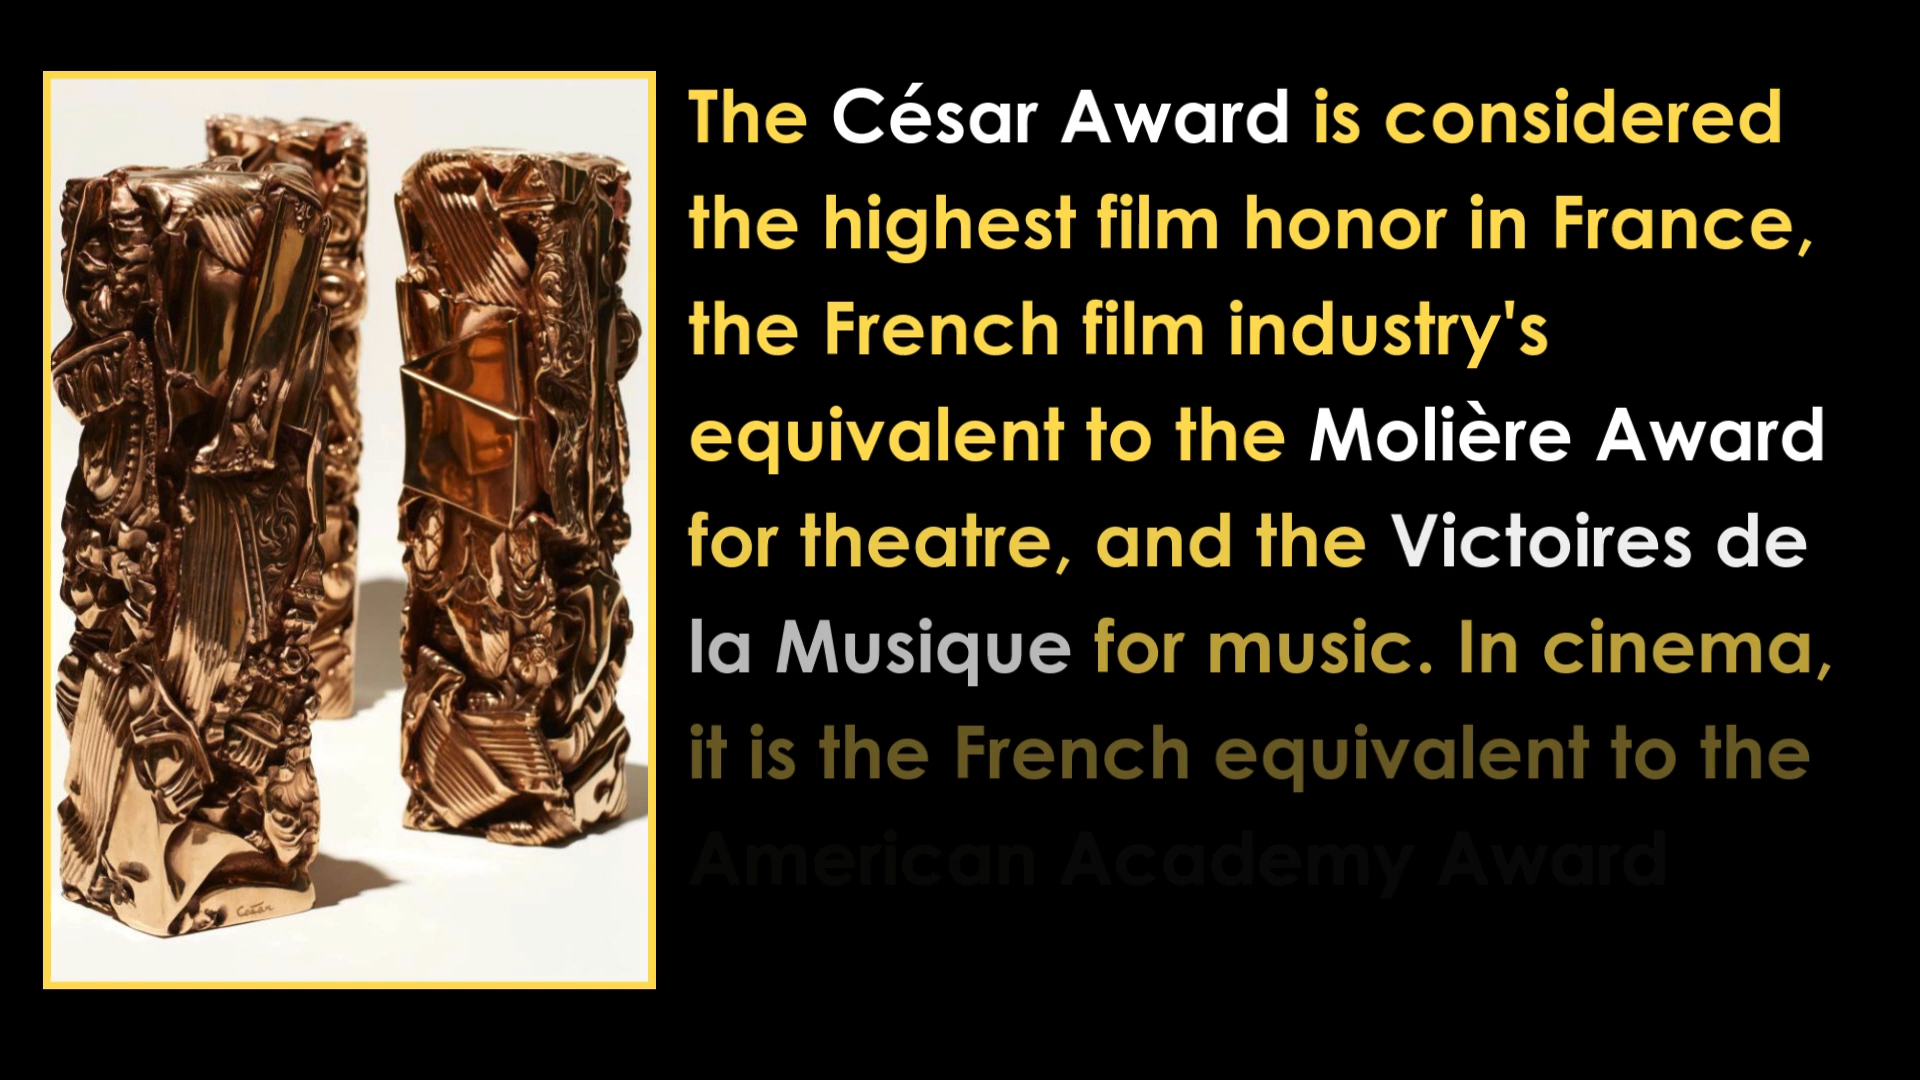 The César Award is considered
the highest film honor in France,
the French film industry's
equivalent to the Molière Award
for theatre, and the Victoires de
la Musique for music. In cinema,
it is the French equivalent to the
American Academy Award
César